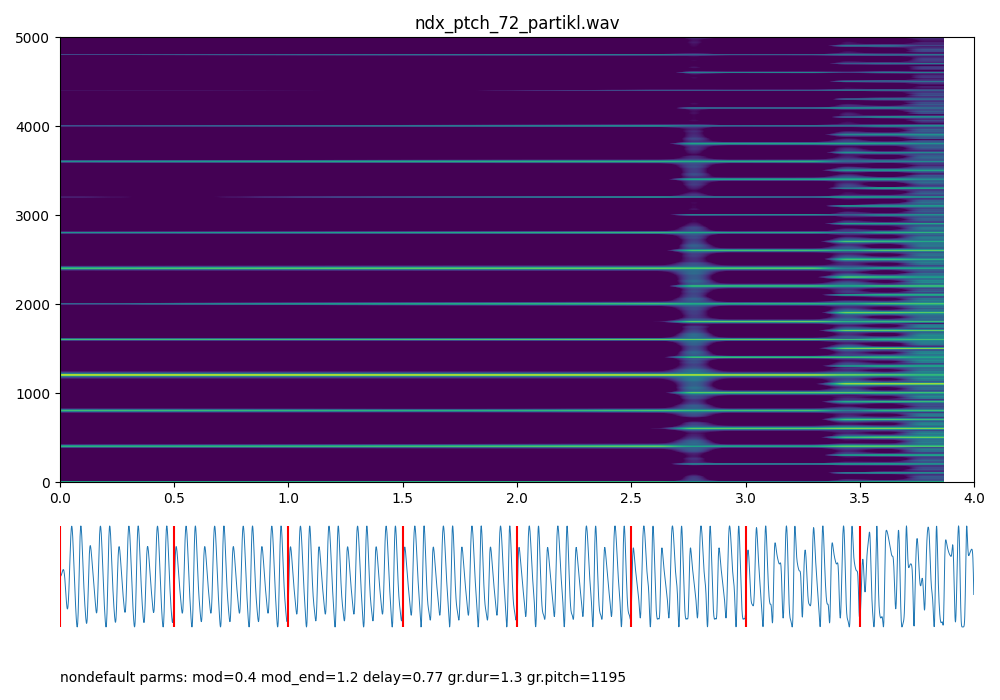 ndx_ptch_72_partikl.wav
5000
4000
3000
2000
1000
0
0.0 0.5 1.0 1.5 2.0 2.5 3.0 3.5 4.0
nondefault parms: mod=0.4 mod_end=1.2 delay=0.77 gr.dur=1.3 gr.pitch=1195